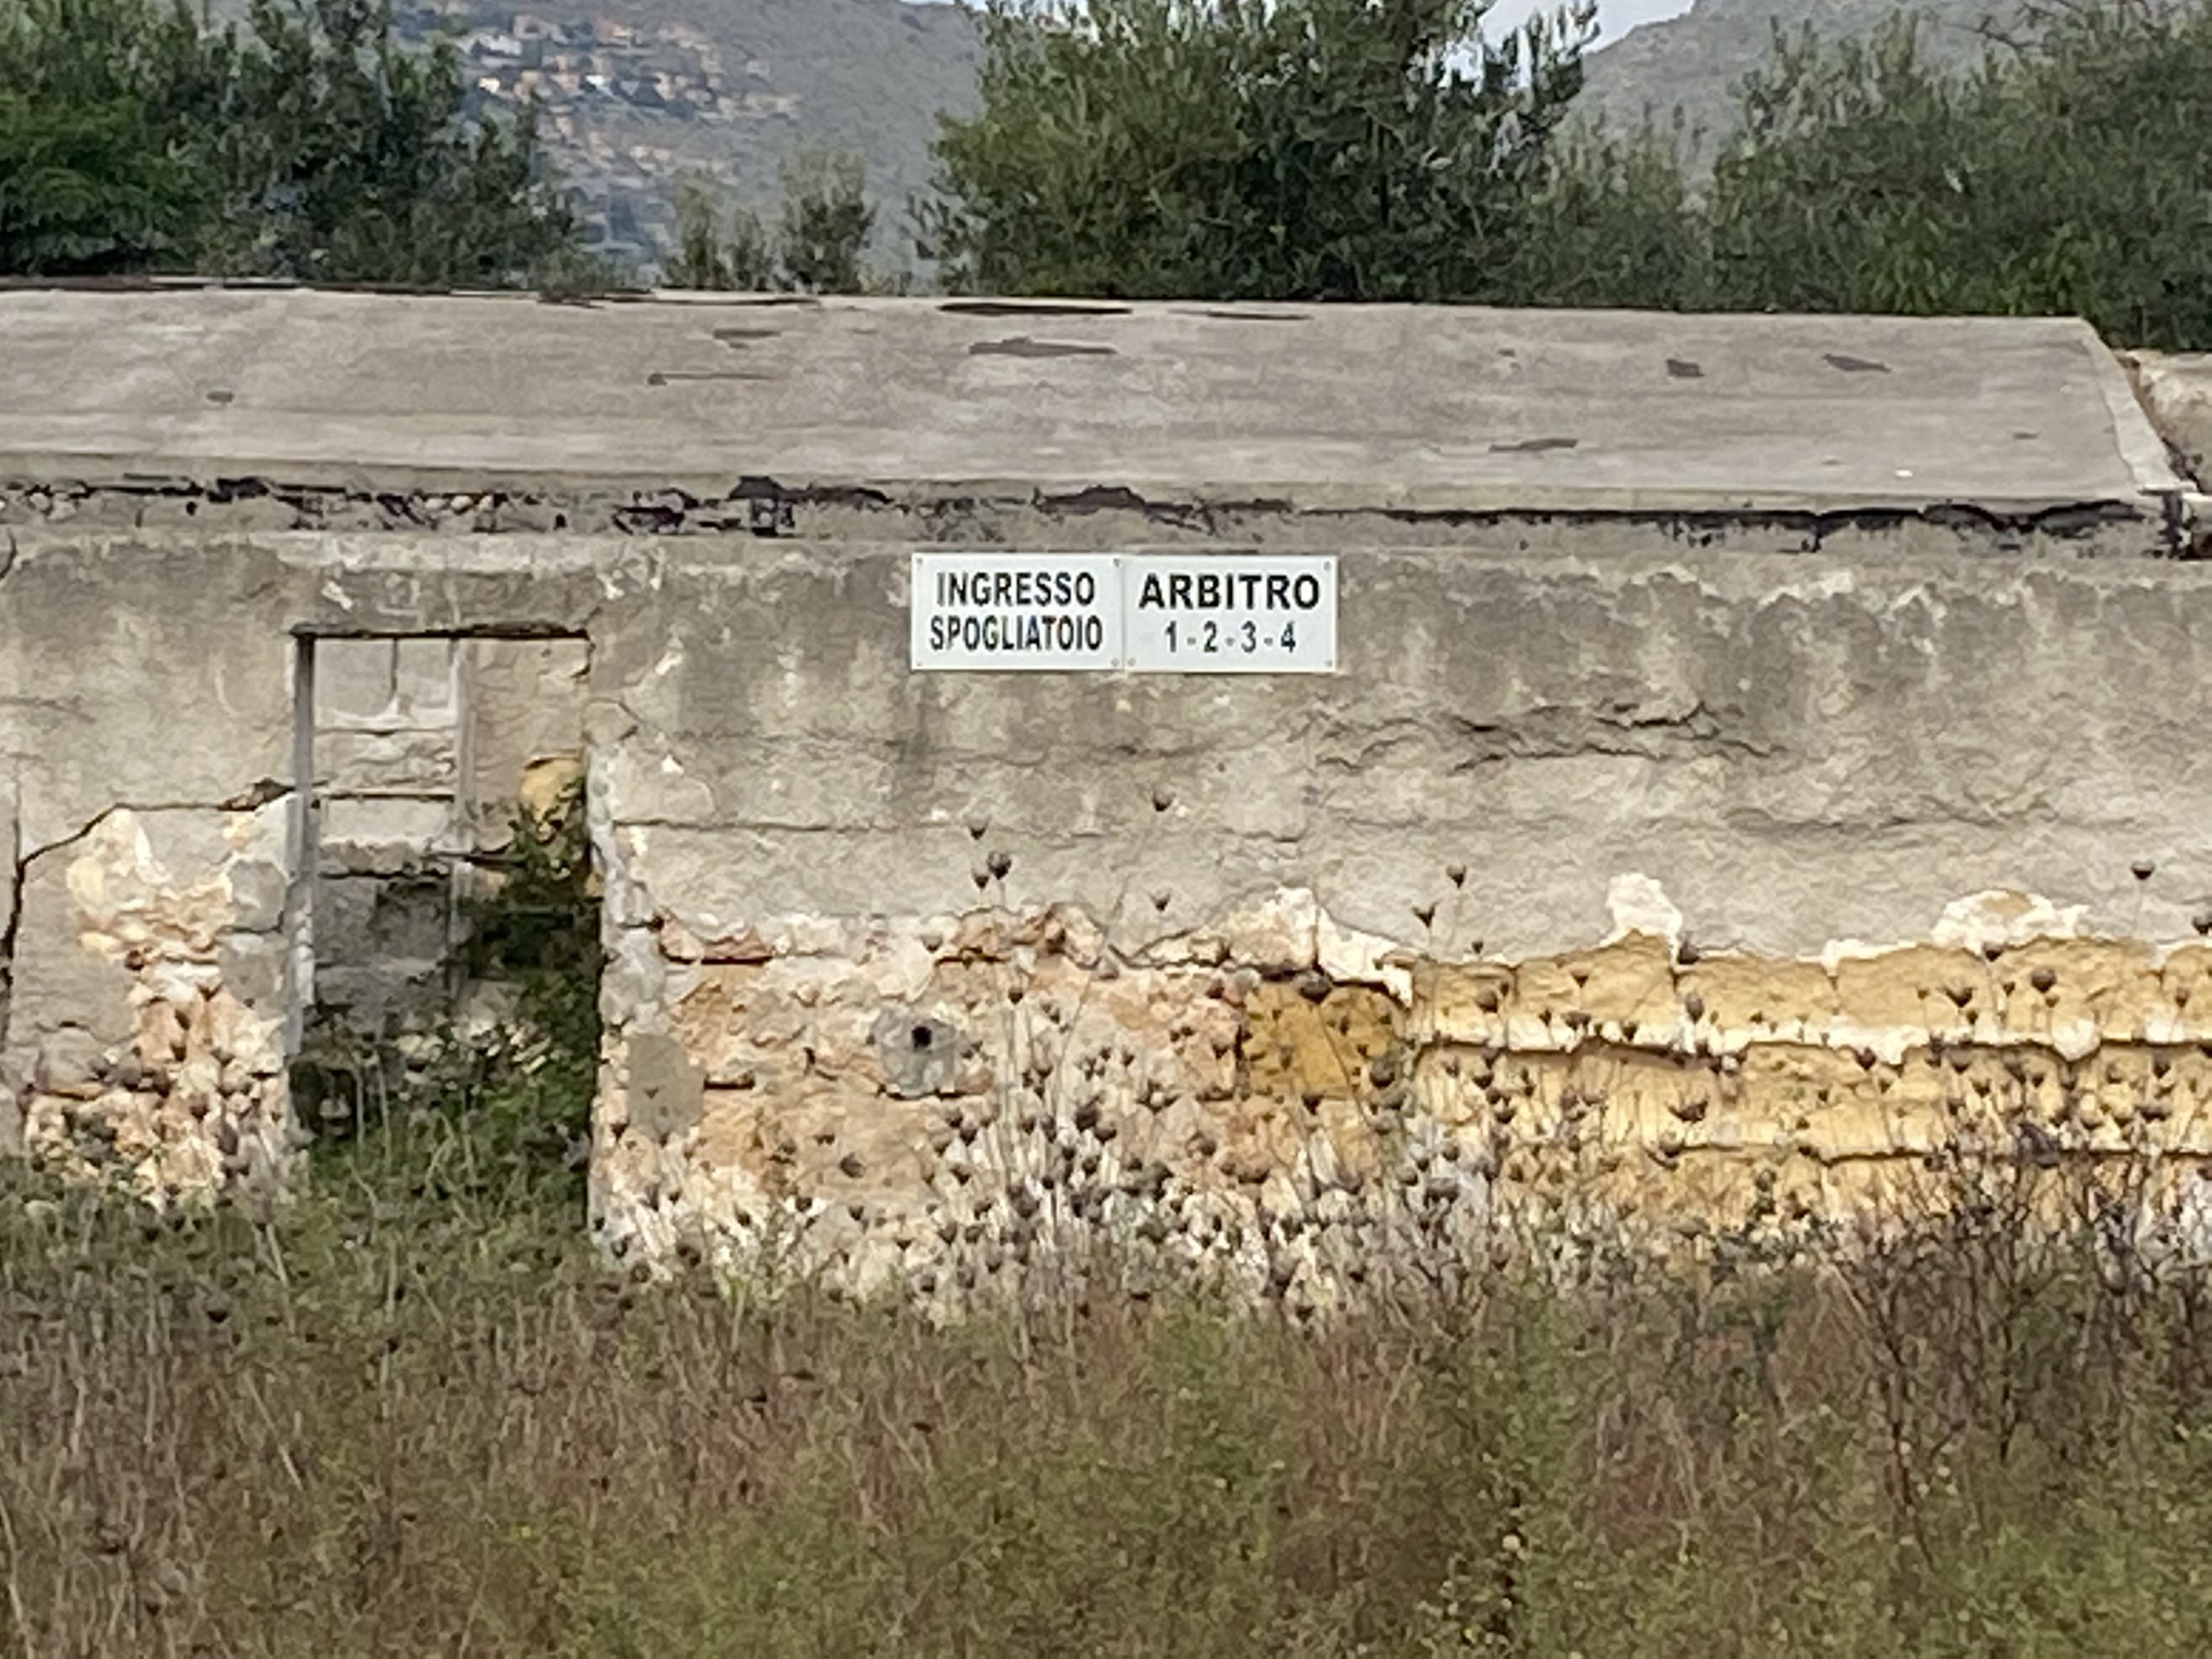 INGRESSO
SPOGLIATOIO
ARBITRO
1-2-3-4